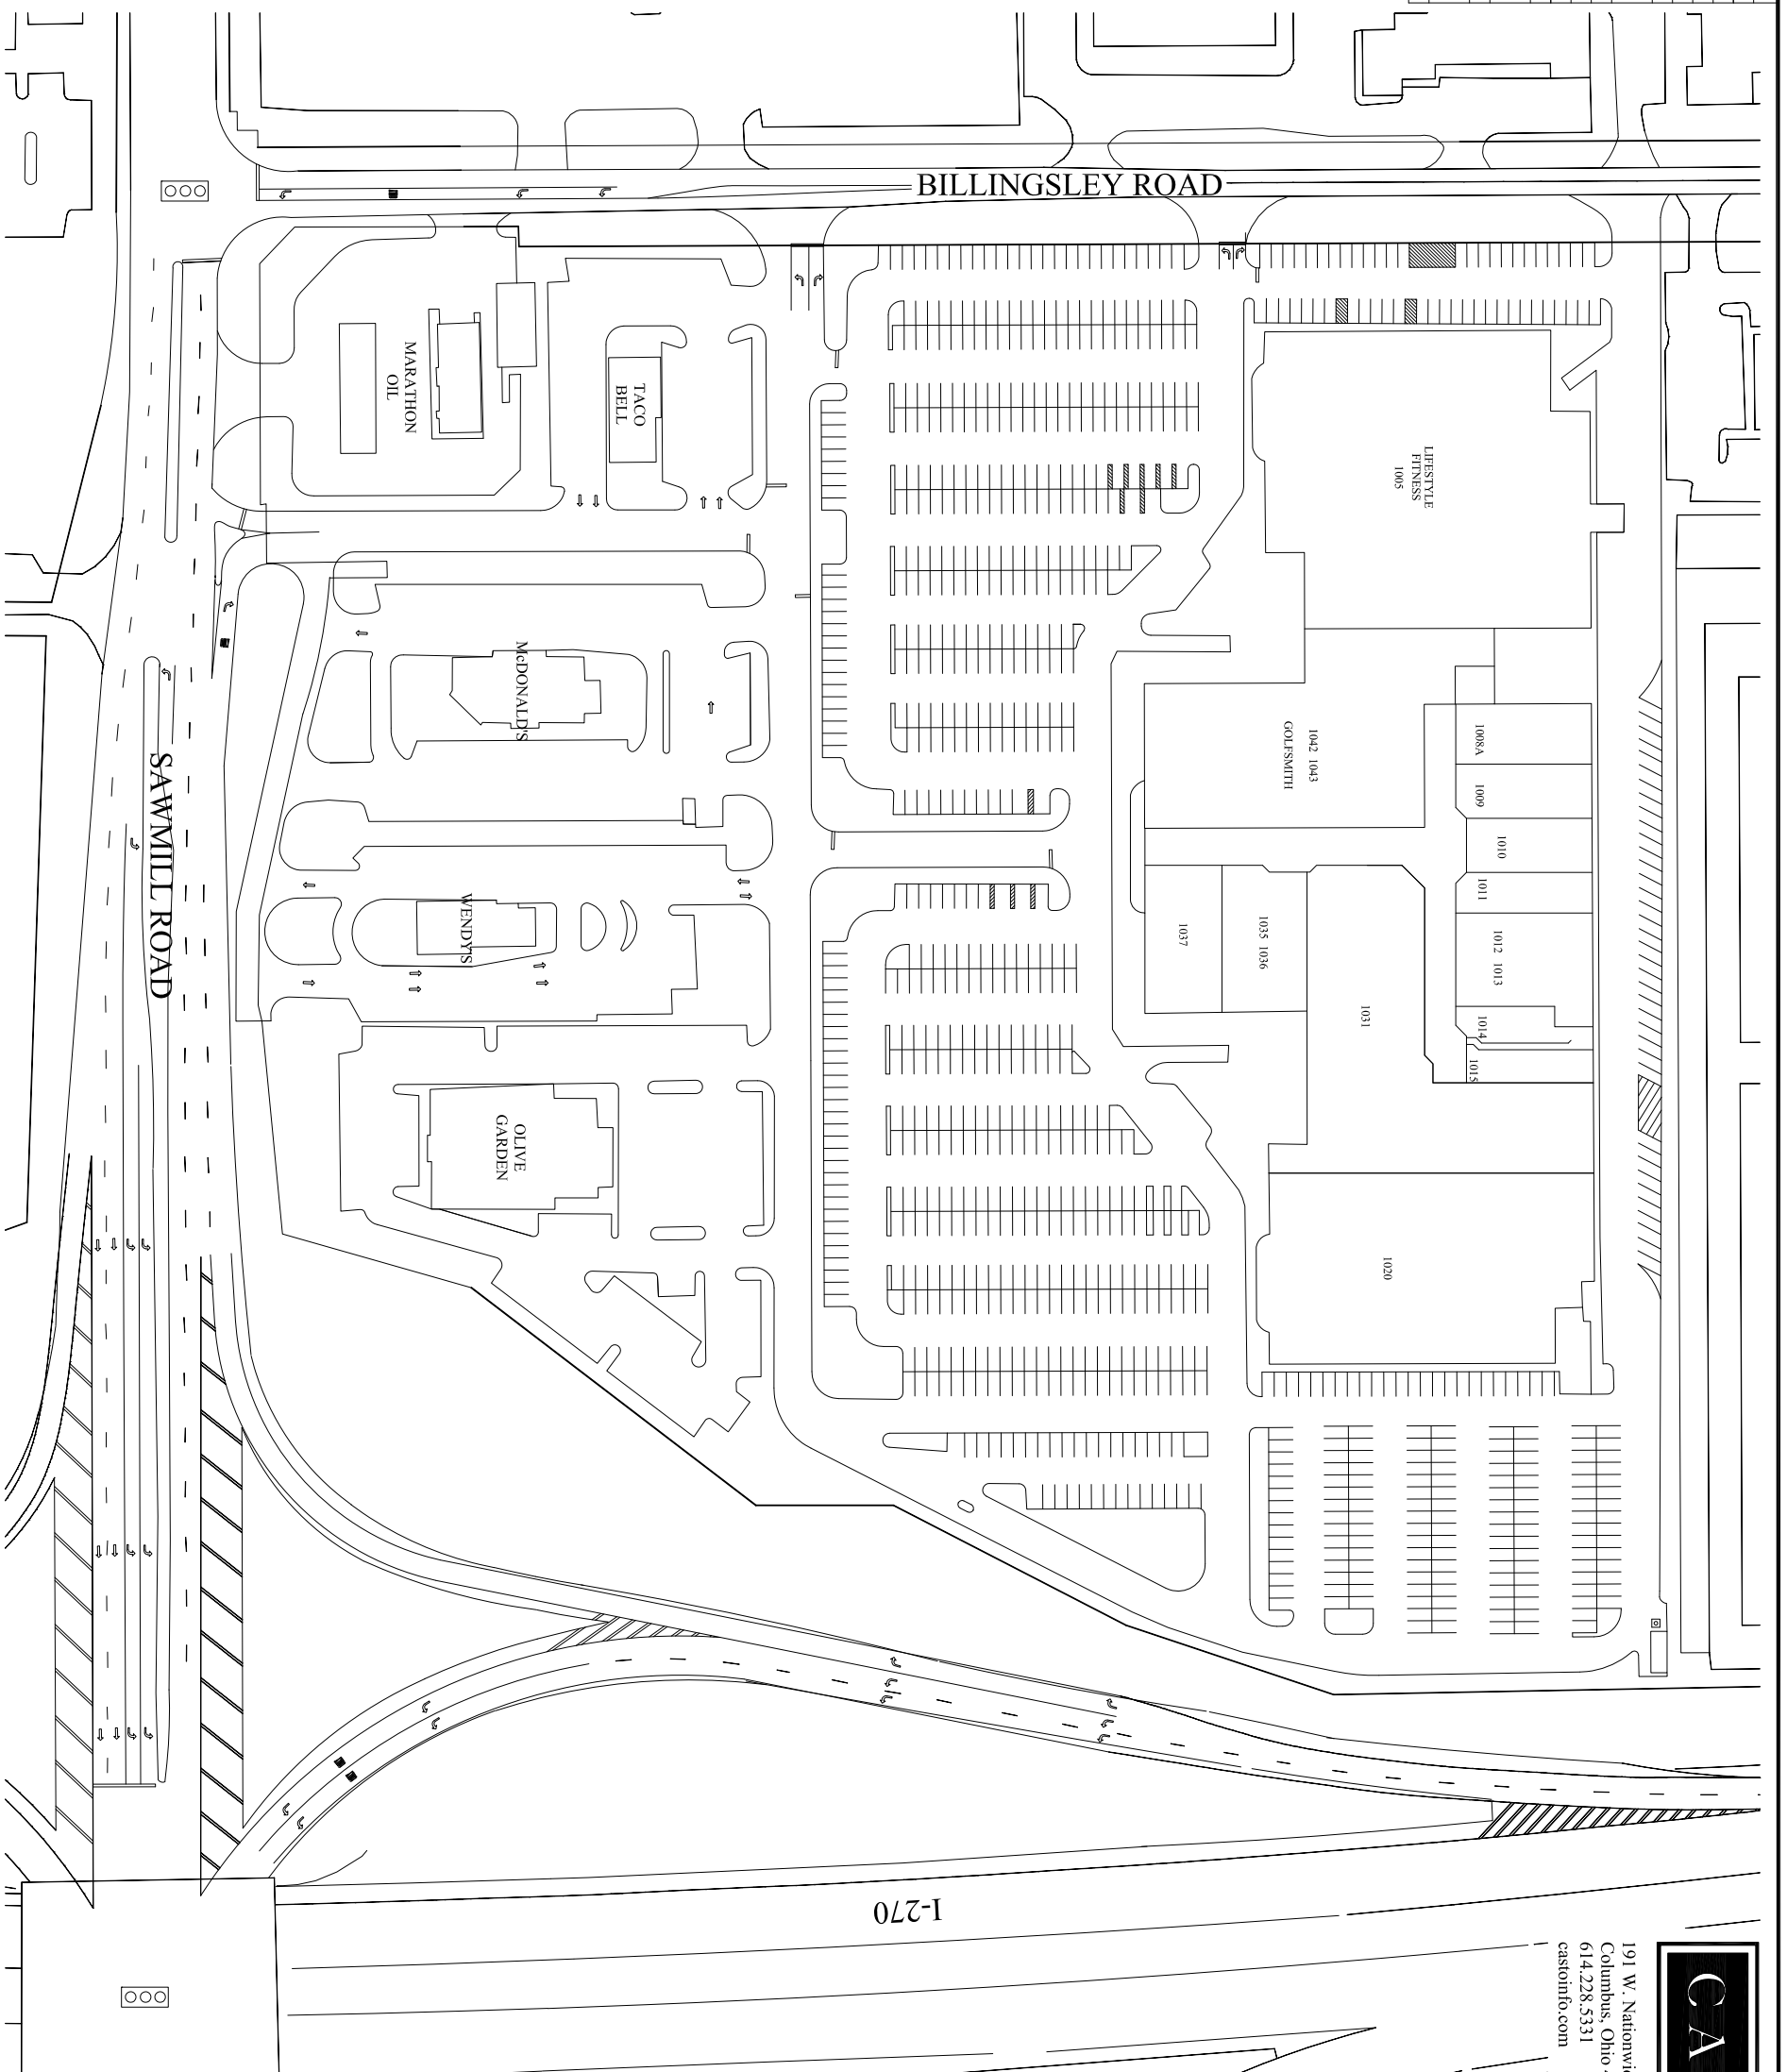 BILLINGSLEY ROAD
MARATHON
OIL
TACO
BELL
LIFESTYLE
FITNESS
1005
McDONALD'S
1042 1043
GOLFSMITH
1008A
1009
1010
1011
1012 1013
1014
1015
SAWMILL ROAD
WENDY'S
1037
1035 1036
1031
OLIVE
GARDEN
1020
I-270
CA
191 W.
Columbus, Ohio
614.228.5331
castoinfo.com